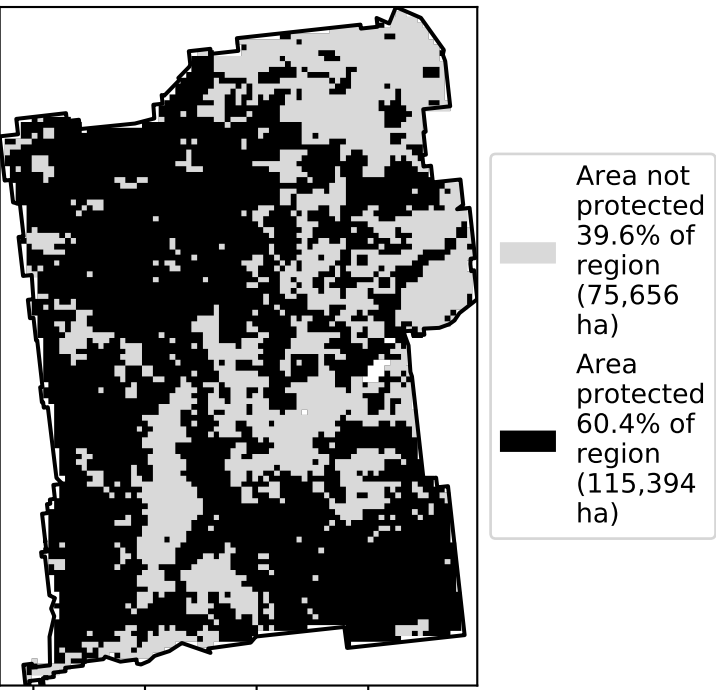 Area not
protected
39.6% of
region
(75,656
ha)
Area
protected
60.4% of
region
(115,394
ha)